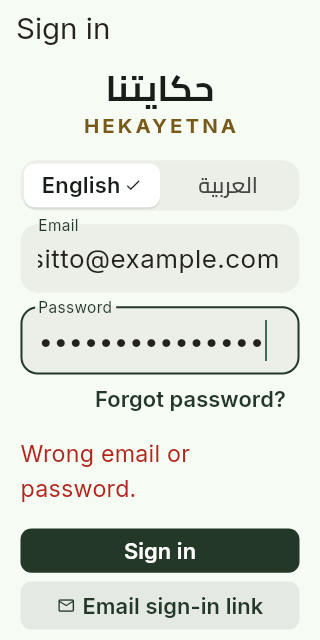 Sign in
حكايتنا
HEKAYETNA
English العربية
Email
sitto@example.com
Password
Forgot password?
Wrong email or
password.
Sign in
Email sign-in link